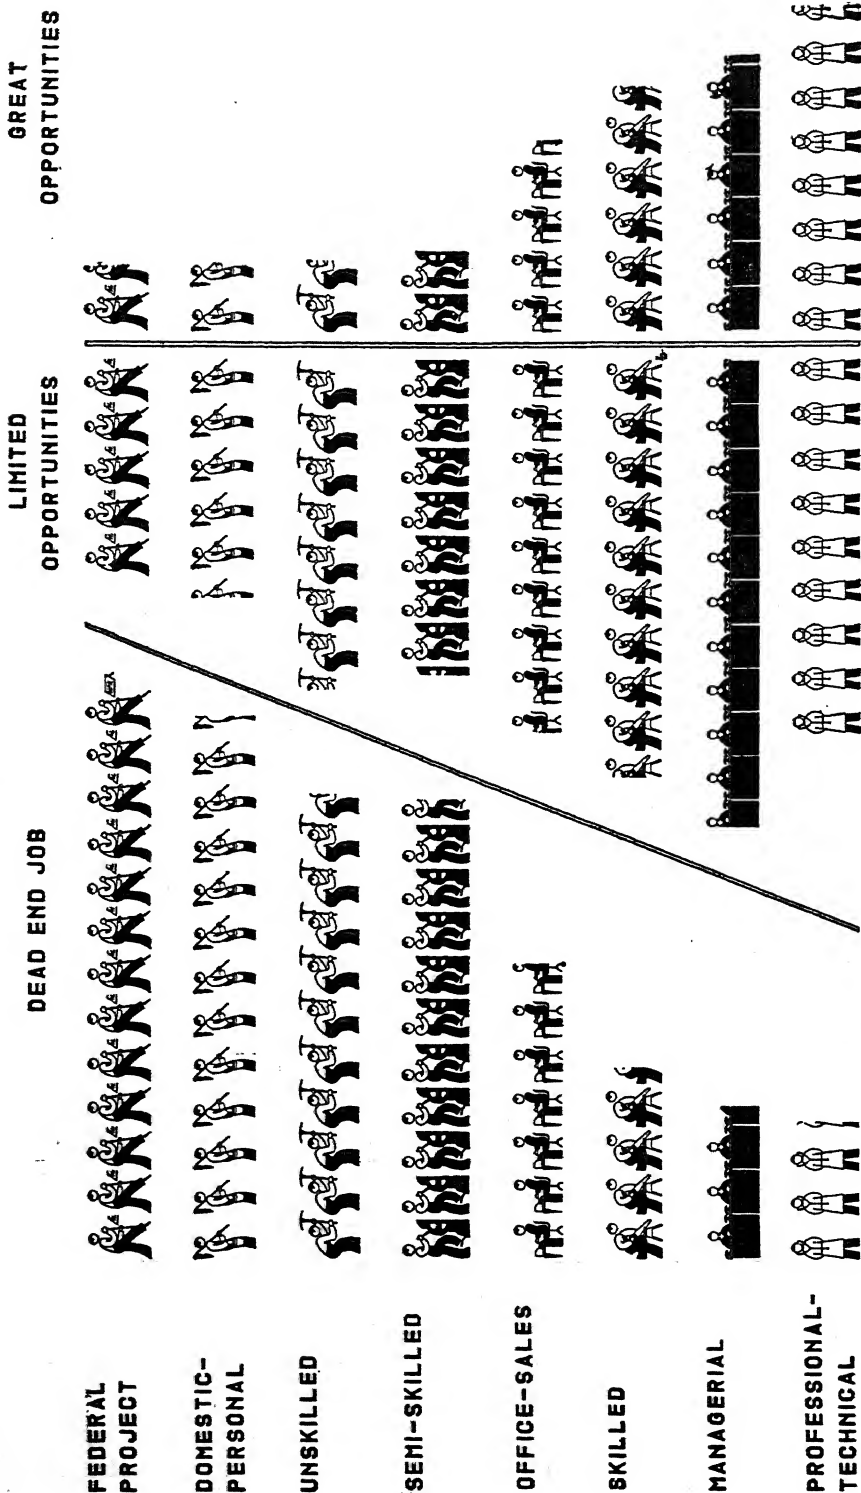 DEAD END JOB
LIMITED
OPPORTUNITIES
GREAT
OPPORTUNITIES
FEDERAL
PROJECT
DOMESTIC-
PERSONAL
UNSKILLED
SEMI-SKILLED
OFFICE-SALES
SKILLED
MANAGERIAL
PROFESSIONAL-
TECHNICAL